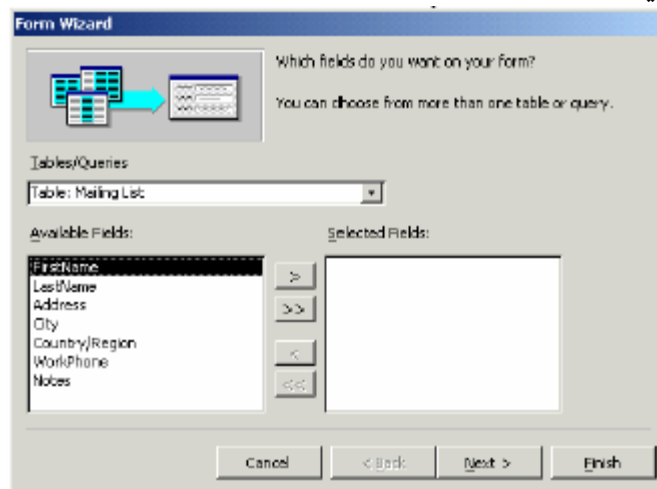 Form Wizard
Which fields do you want on your form?
You can choose from more than one table or query.
Tables/Queries
Table: Mailing List
Available Fields:
Selected Fields:
FirstName
LastName
Address
City
Country/Region
WorkPhone
Notes
>
>>
<
<<
Cancel
< Back
Next >
Finish